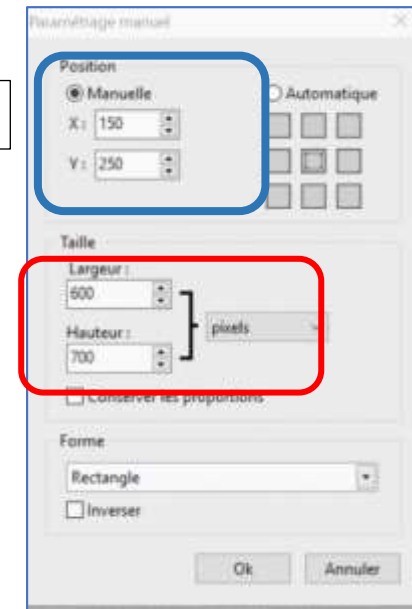 Paramétrage manuel
Position
Manuelle
Automatique
X : 150
Y : 250
Taille
Largeur :
600
pixels
Hauteur :
700
Conserver les proportions
Forme
Rectangle
Inverser
Ok
Annuler